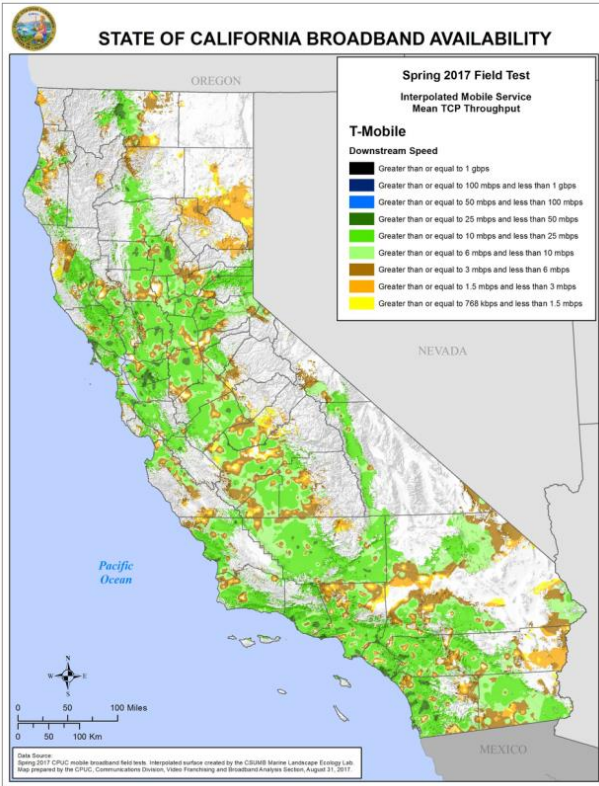 STATE OF CALIFORNIA BROADBAND AVAILABILITY
OREGON
Spring 2017 Field Test
Interpolated Mobile Service
Mean TCP Throughput
T-Mobile
Downstream Speed
Greater than or equal to 1 gbps
Greater than or equal to 100 mbps and less than 1 gbps
Greater than or equal to 50 mbps and less than 100 mbps
Greater than or equal to 25 mbps and less than 50 mbps
Greater than or equal to 10 mbps and less than 25 mbps
Greater than or equal to 6 mbps and less than 10 mbps
Greater than or equal to 3 mbps and less than 6 mbps
Greater than or equal to 1.5 mbps and less than 3 mbps
Greater than or equal to 768 kbps and less than 1.5 mbps
NEVADA
Pacific
Ocean
N
W E
S
0 50 100 Miles
0 50 100 Km
MEXICO
Data Source:
Spring 2017 CPUC mobile broadband field tests. Interpolated surface created by the CSUMB Marine Landscape Ecology Lab.
Map prepared by the CPUC, Communications Division, Video Franchising and Broadband Analysis Section, August 31, 2017.